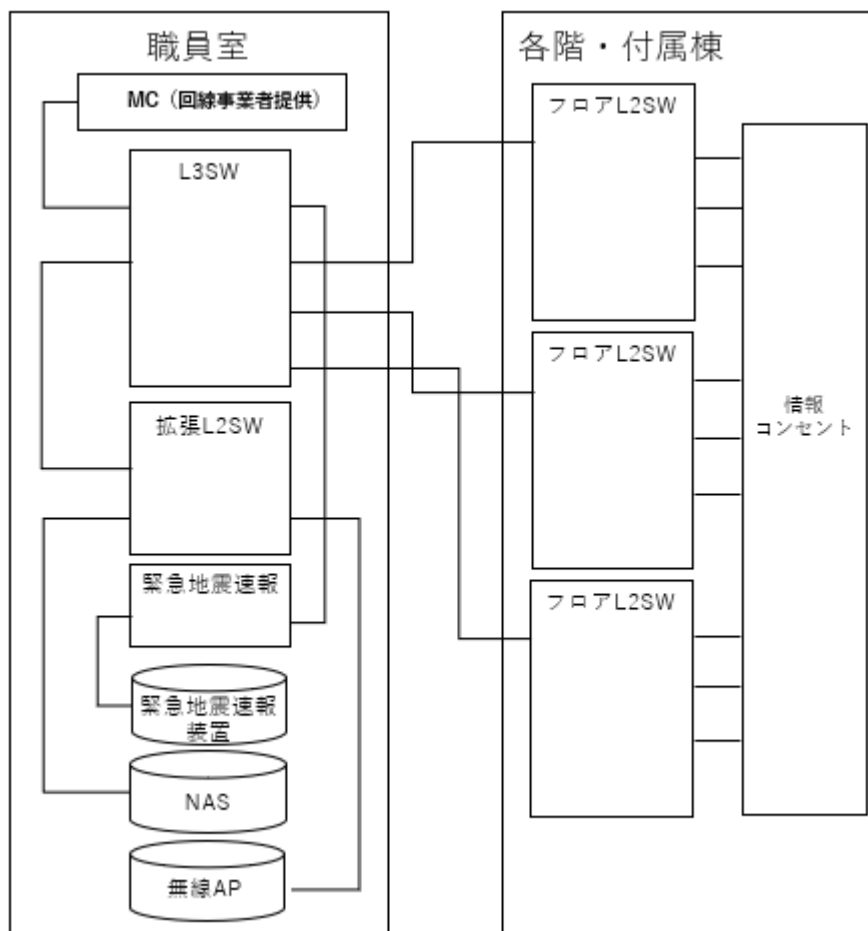 職員室
MC（回線事業者提供）
L3SW
拡張L2SW
緊急地震速報
緊急地震速報
装置
NAS
無線AP
各階・付属棟
フロアL2SW
フロアL2SW
フロアL2SW
情報
コンセント